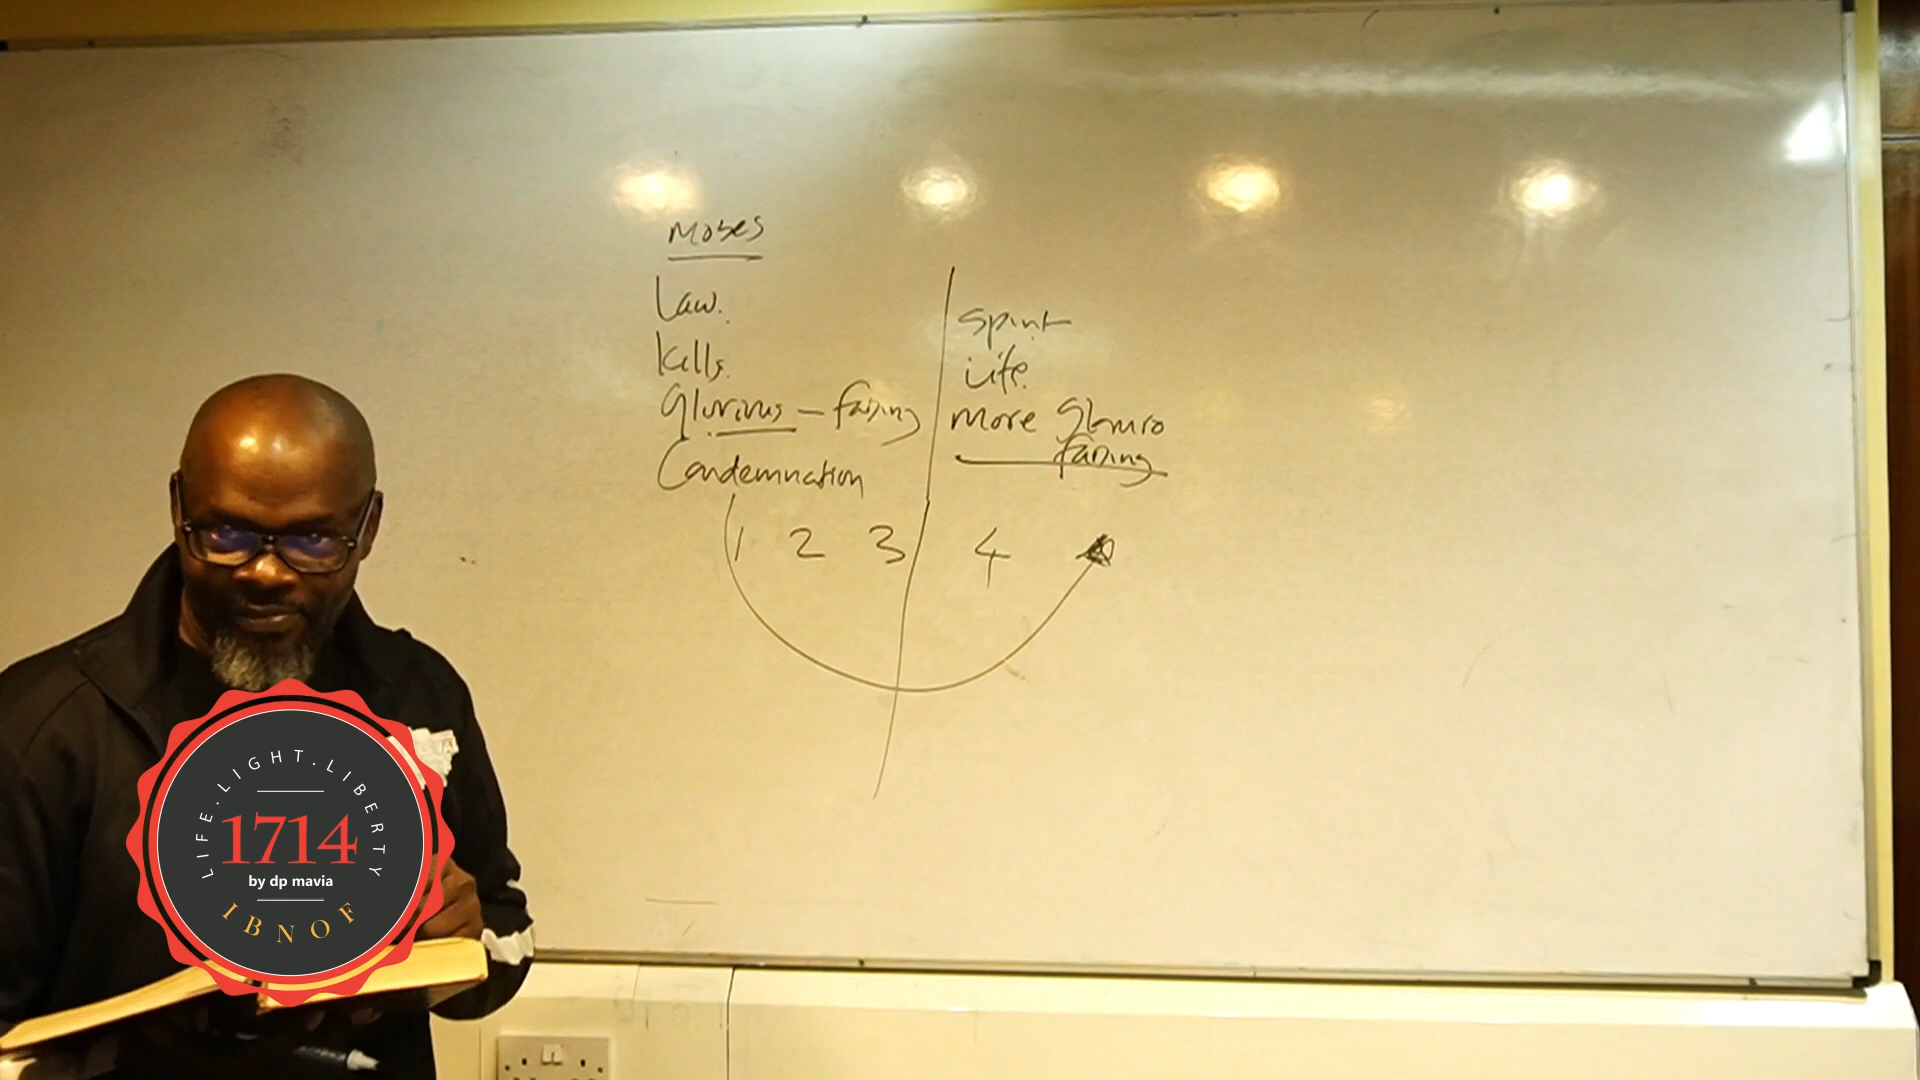 Moses
Law.
Kills.
Glorious - fading
Condemnation
Spirit
Life.
more Glorio
fading
1 2 3 4
LIFE.LIGHT.LIBERTY
1714
by dp mavia
IBNOF